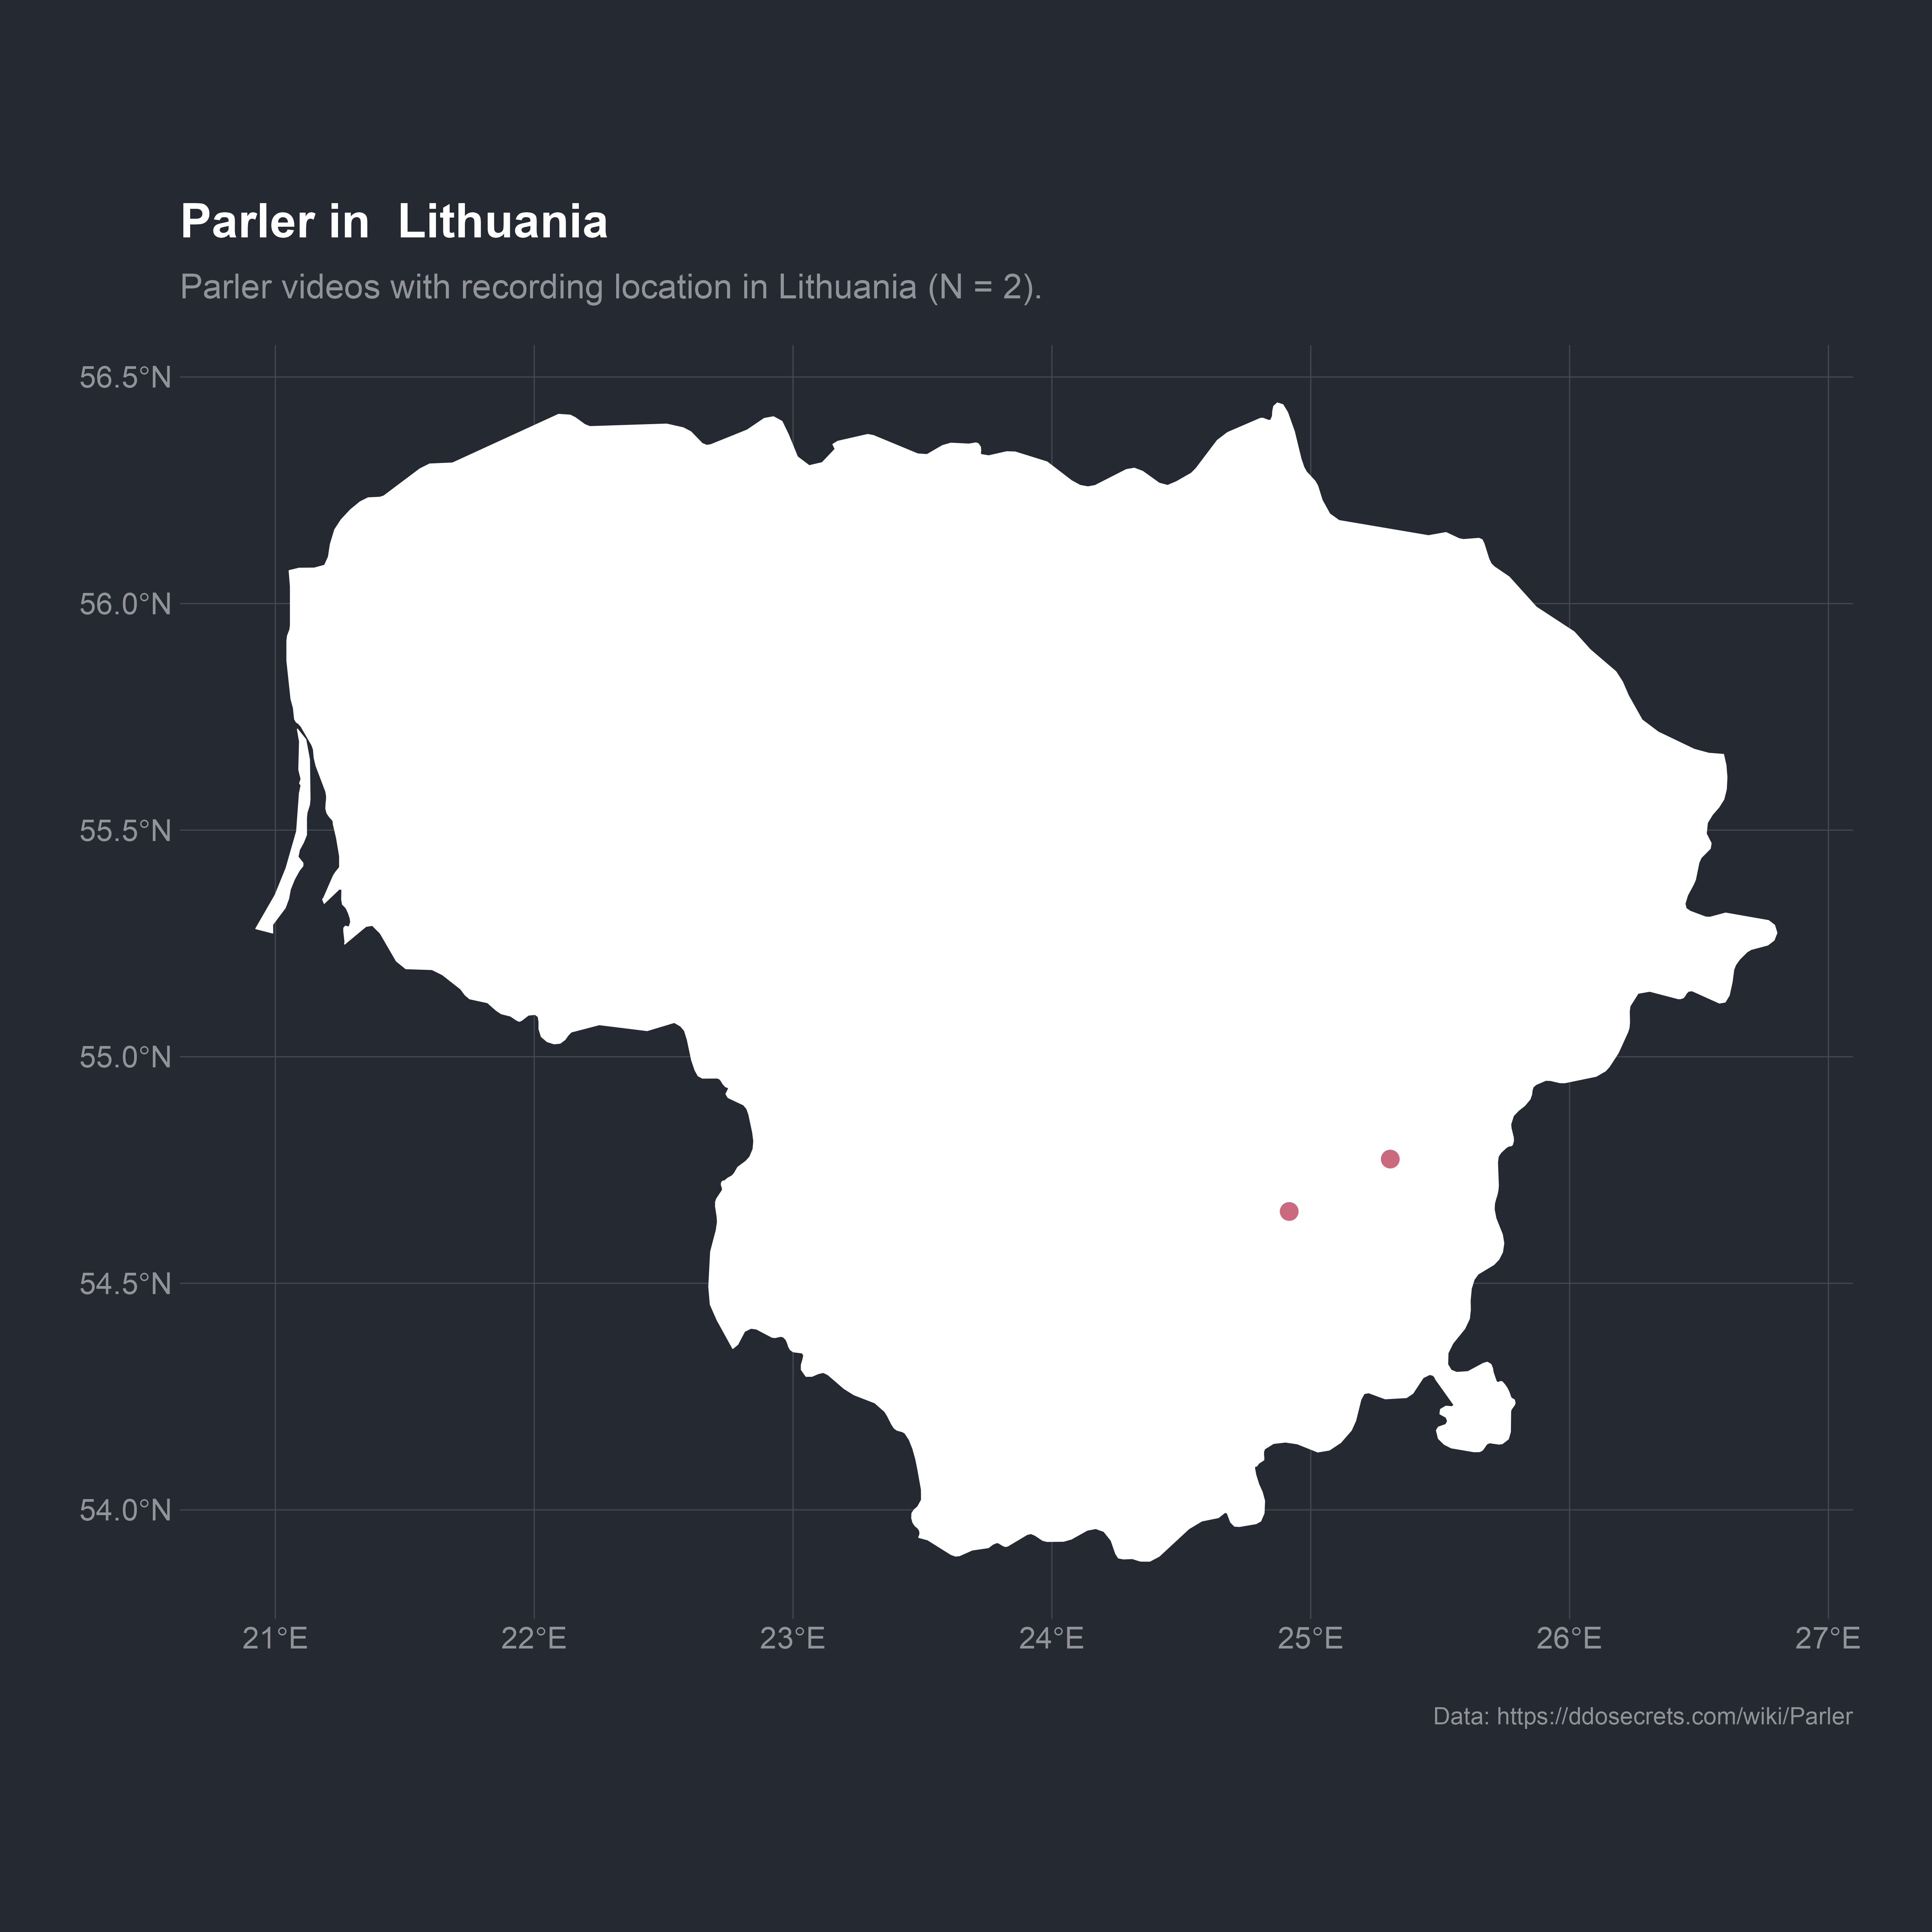 Parler in  Lithuania
Parler videos with recording location in Lithuania (N = 2).
56.5°N
56.0°N
55.5°N
55.0°N
54.5°N
54.0°N
21°E 22°E 23°E 24°E 25°E 26°E 27°E
Data: https://ddosecrets.com/wiki/Parler